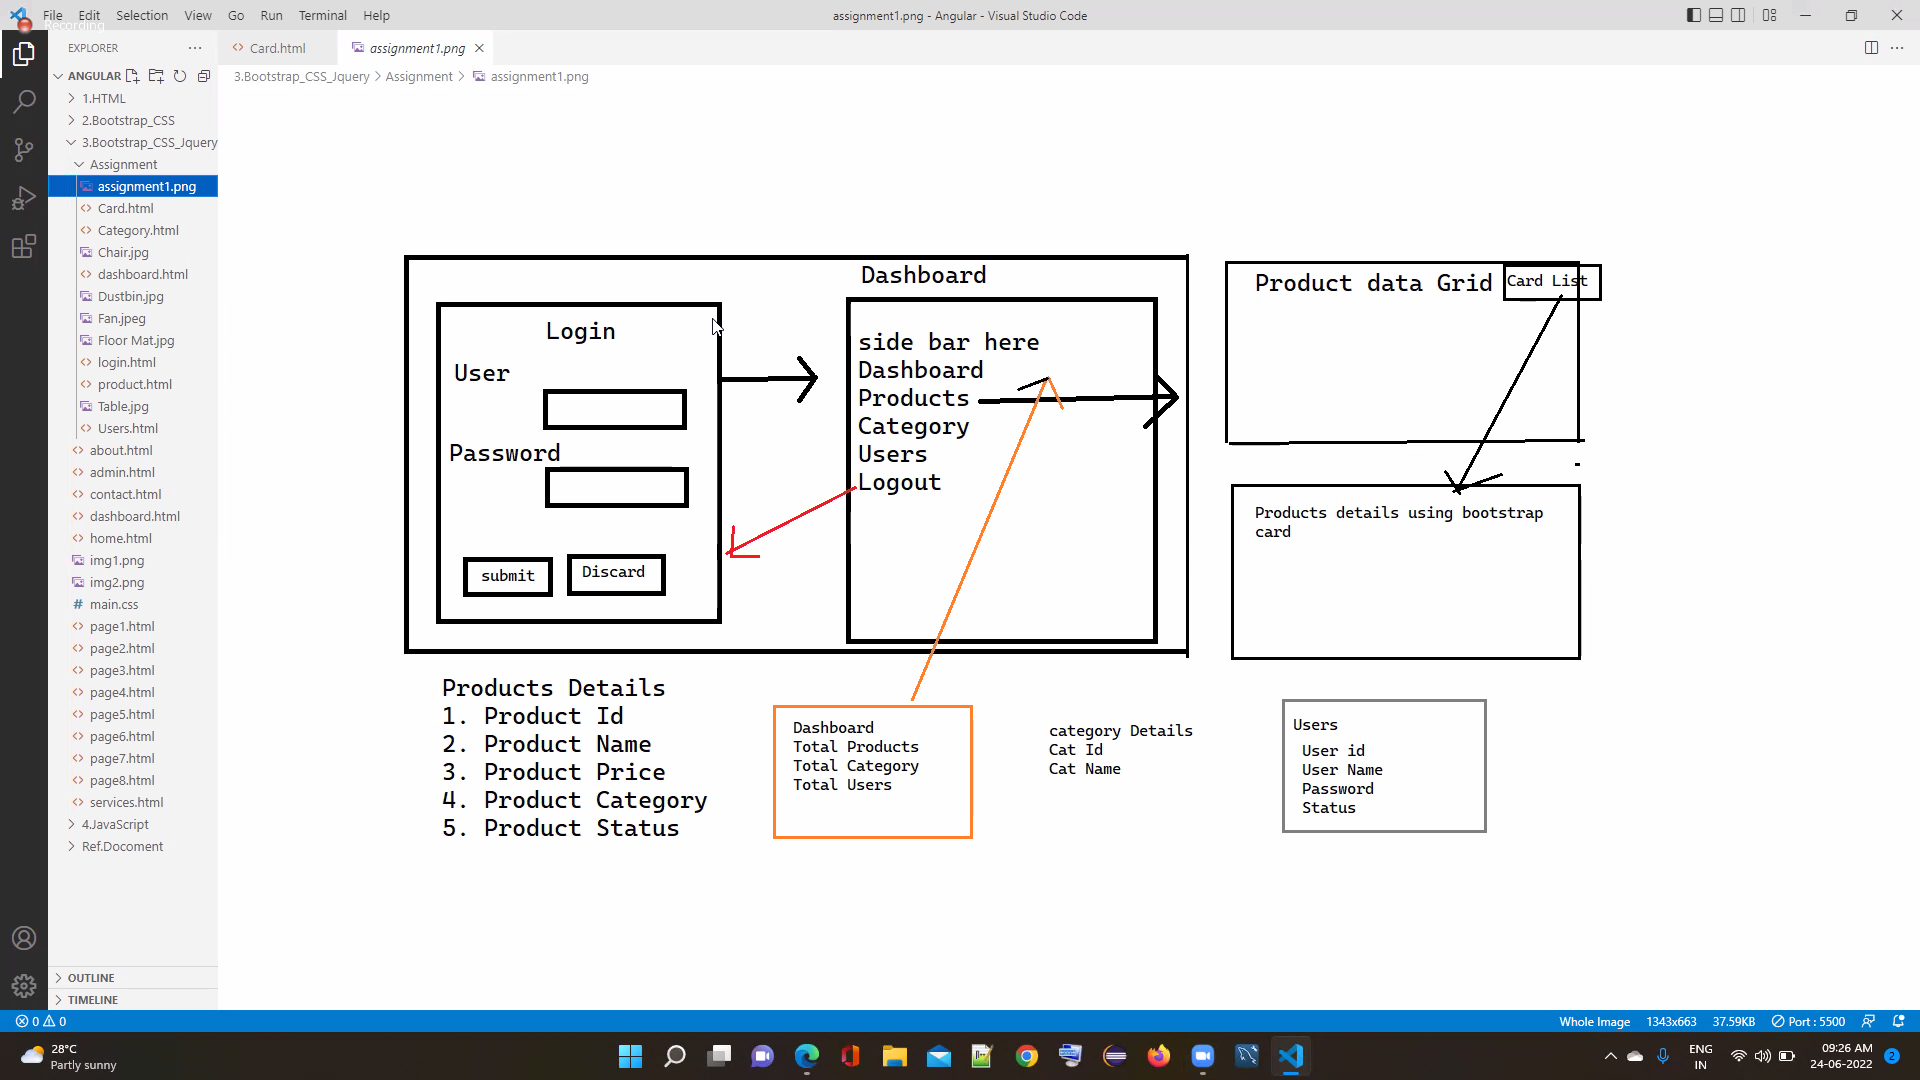 File Edit Selection View Go Run Terminal Help
assignment1.png - Angular - Visual Studio Code
Recording
EXPLORER
Card.html
assignment1.png
ANGULAR
3.Bootstrap_CSS_Jquery > Assignment > assignment1.png
1.HTML
2.Bootstrap_CSS
3.Bootstrap_CSS_Jquery
Assignment
assignment1.png
Card.html
Category.html
Chair.jpg
dashboard.html
Dustbin.jpg
Fan.jpeg
Floor Mat.jpg
login.html
product.html
Table.jpg
Users.html
about.html
admin.html
contact.html
dashboard.html
home.html
img1.png
img2.png
main.css
page1.html
page2.html
page3.html
page4.html
page5.html
page6.html
page7.html
page8.html
services.html
4.JavaScript
Ref.Docoment
OUTLINE
TIMELINE
Login
User
Password
submit
Discard
Dashboard
side bar here
Dashboard
Products
Category
Users
Logout
Product data Grid
Card List
Products details using bootstrap
card
Products Details
1. Product Id
2. Product Name
3. Product Price
4. Product Category
5. Product Status
Dashboard
Total Products
Total Category
Total Users
category Details
Cat Id
Cat Name
Users
User id
User Name
Password
Status
0 0
Whole Image 1343x663 37.59KB Port : 5500
28°C
Partly sunny
ENG
IN
09:26 AM
24-06-2022
2